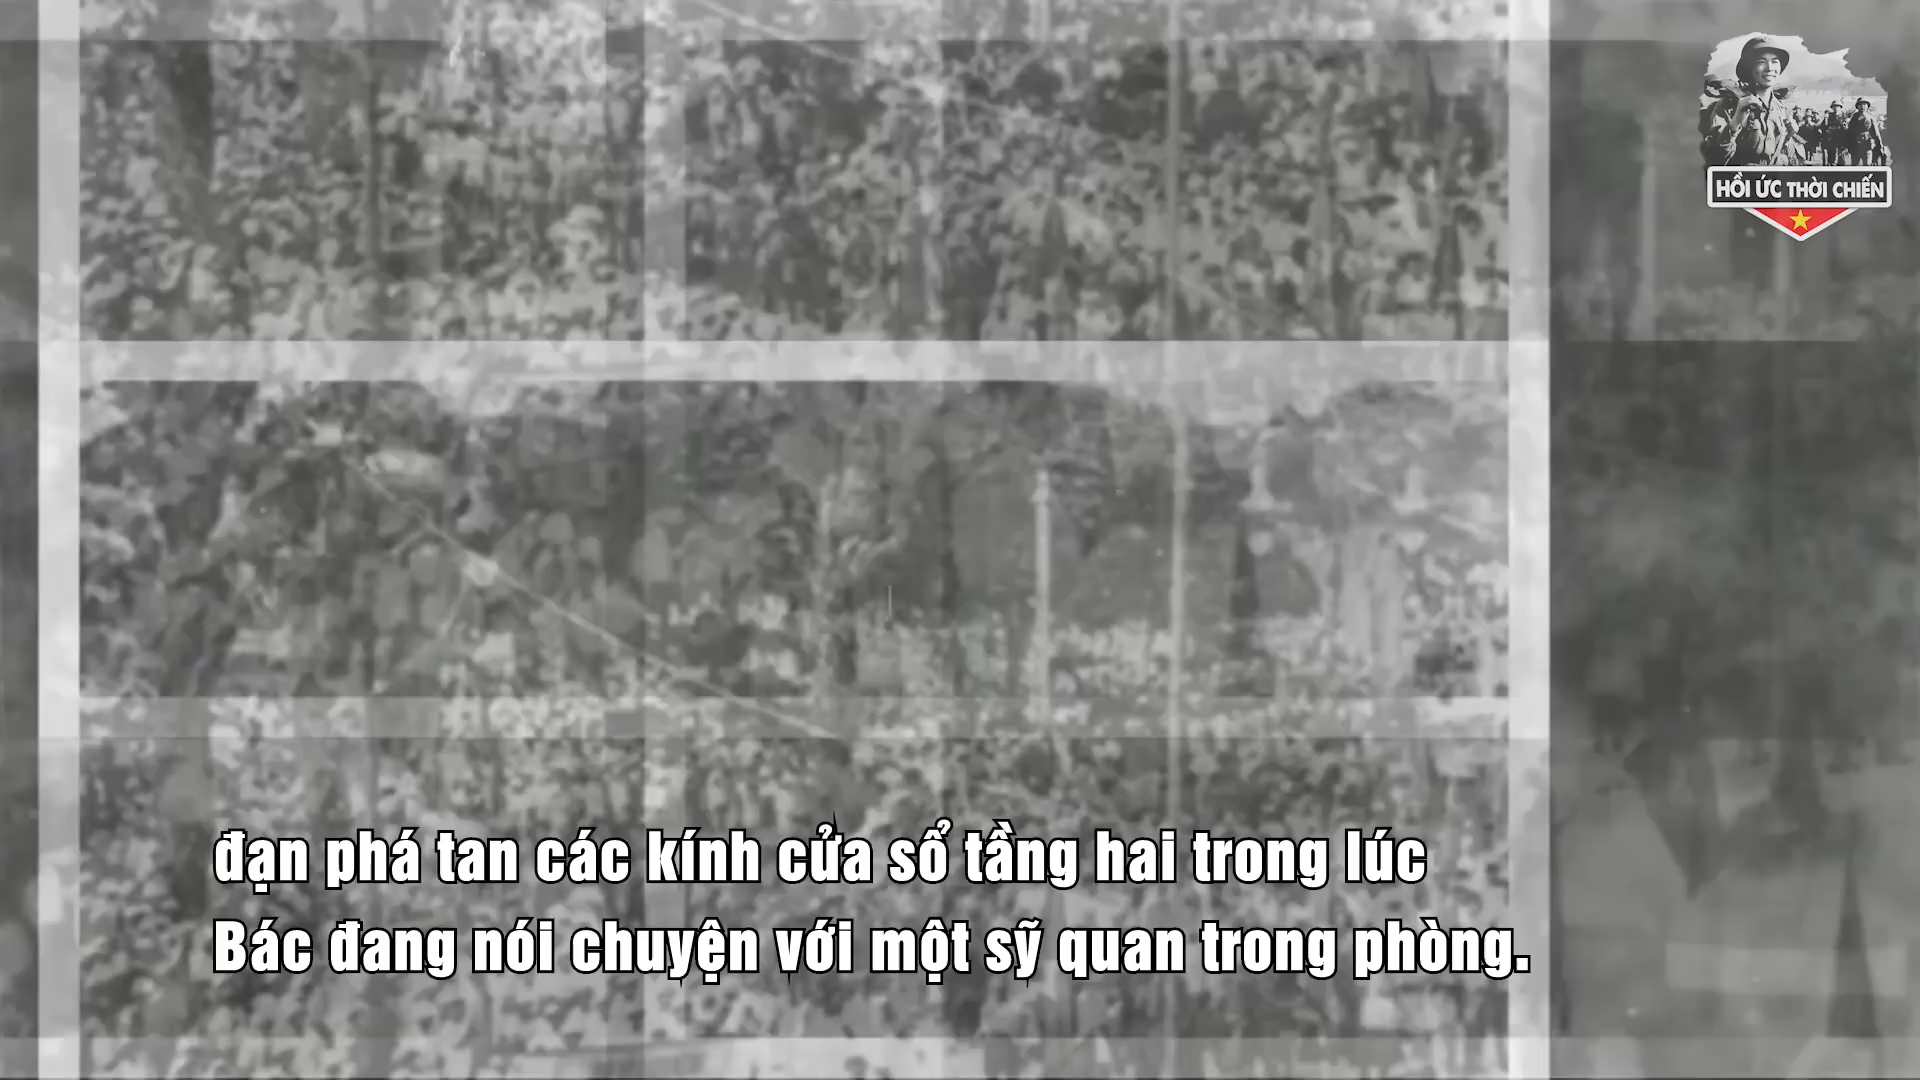 HỒI ỨC THỜI CHIẾN
đạn phá tan các kính cửa sổ tầng hai trong lúc
Bác đang nói chuyện với một sỹ quan trong phòng.